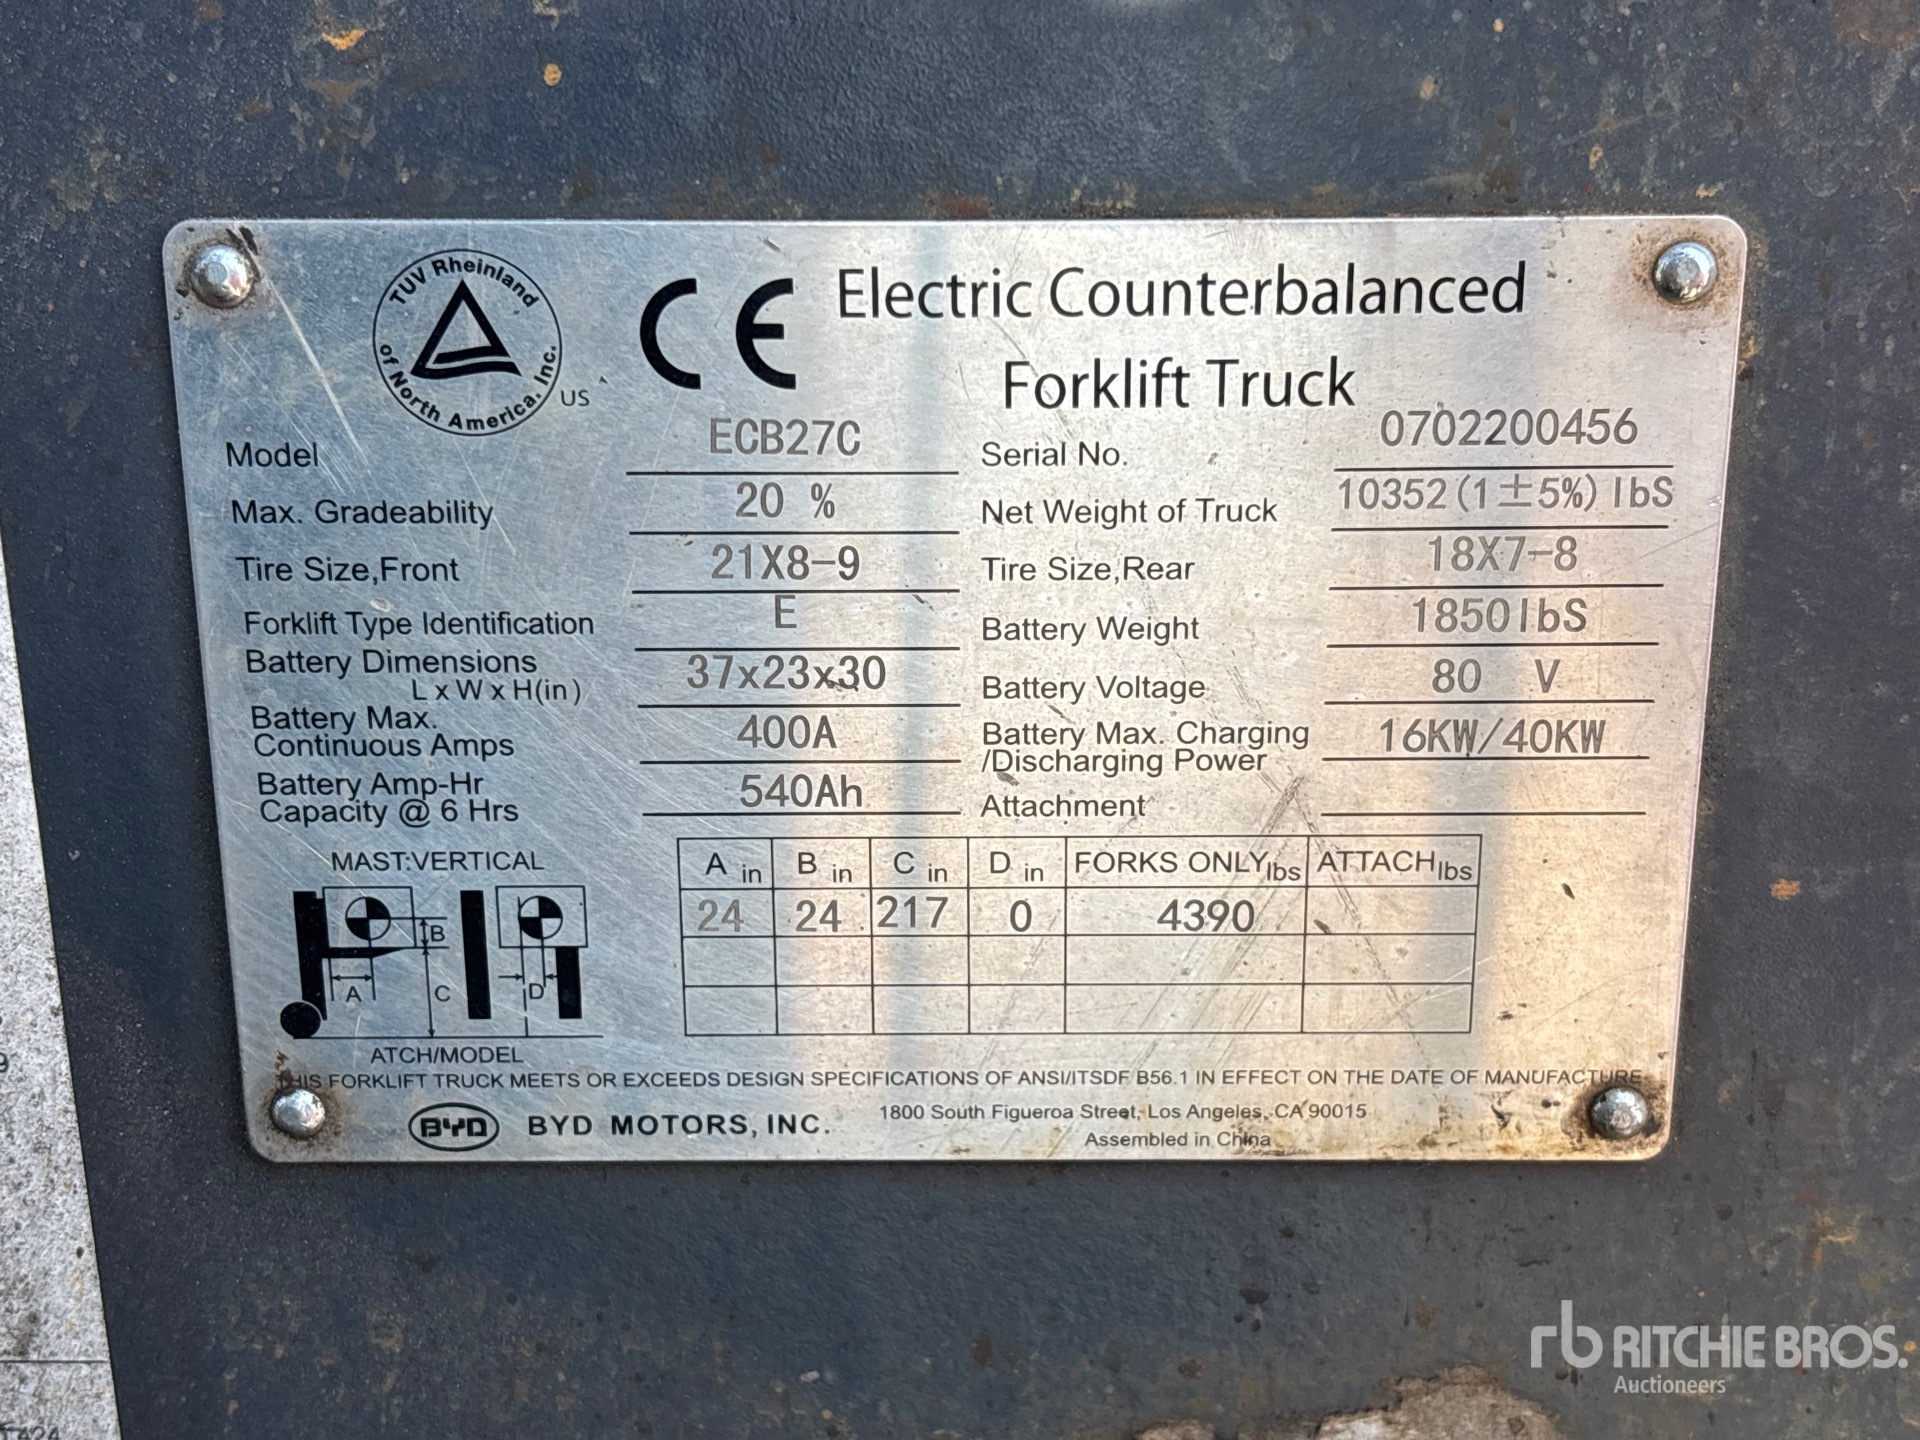 TÜV Rheinland
of North America, Inc.
US
CE
Electric Counterbalanced
Forklift Truck
Model ECB27C Serial No. 0702200456
Max. Gradeability 20 % Net Weight of Truck 10352(1±5%)lbS
Tire Size,Front 21X8-9 Tire Size,Rear 18X7-8
Forklift Type Identification E Battery Weight 1850lbS
Battery Dimensions
L x W x H(in) 37x23x30 Battery Voltage 80 V
Battery Max.
Continuous Amps 400A Battery Max. Charging
/Discharging Power 16KW/40KW
Battery Amp-Hr
Capacity @ 6 Hrs 540Ah Attachment
MAST:VERTICAL
A in B in C in D in FORKS ONLY lbs ATTACH lbs
24 24 217 0 4390
B
A C D
ATCH/MODEL
THIS FORKLIFT TRUCK MEETS OR EXCEEDS DESIGN SPECIFICATIONS OF ANSI/ITSDF B56.1 IN EFFECT ON THE DATE OF MANUFACTURE
BYD BYD MOTORS, INC. 1800 South Figueroa Street, Los Angeles, CA 90015
Assembled in China
rb RITCHIE BROS.
Auctioneers